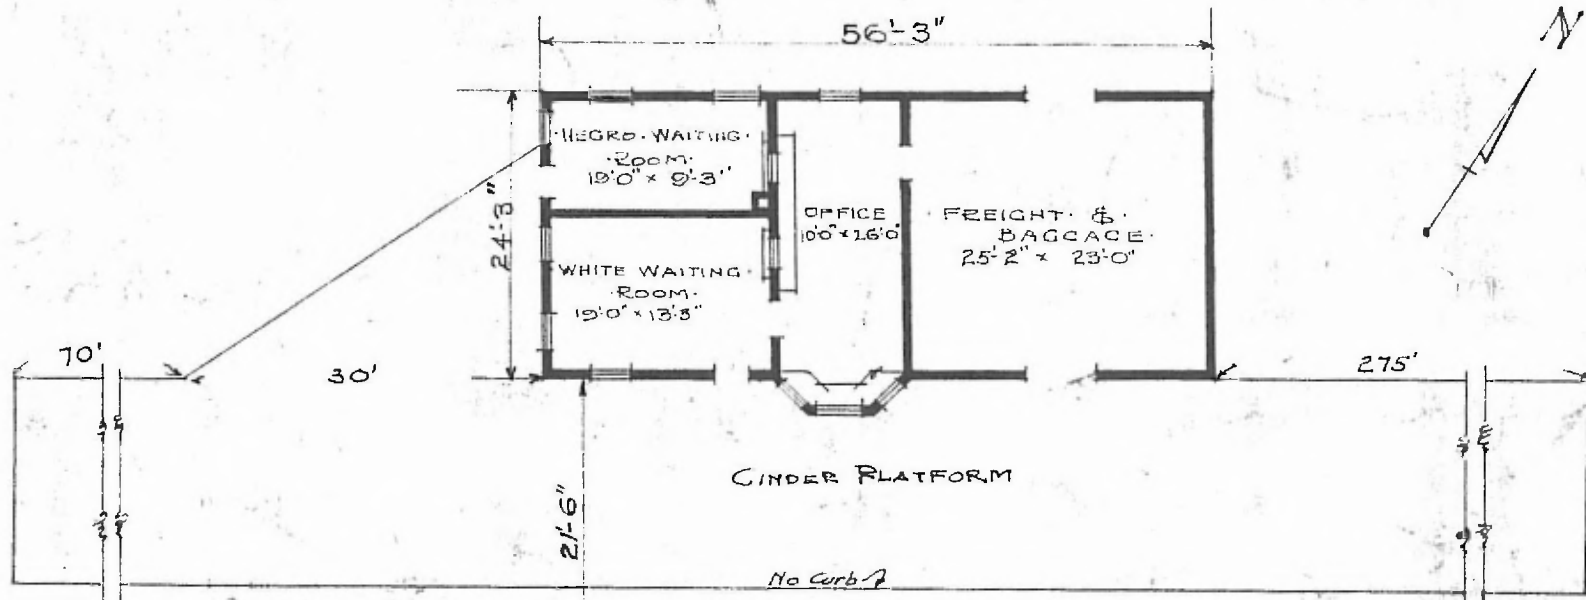 56'-3"
N
·NEGRO·WAITING·
·ROOM·
19'0" × 9'-3"
24'-3"
OFFICE
10'0" × 26'0"
·FREIGHT· & ·
BAGGAGE·
25'-2" × 23'-0"
·WHITE WAITING·
·ROOM·
19'0" × 13'3"
70'
30'
275'
CINDER PLATFORM
21'-6"
No Curb